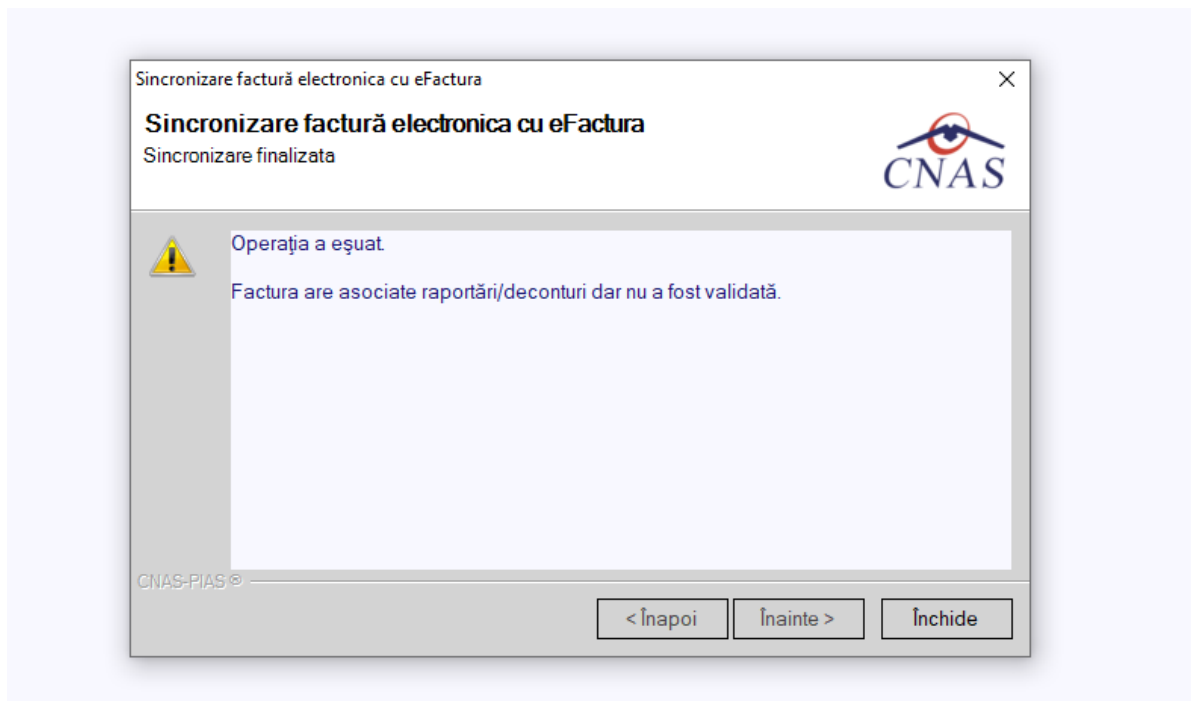 Sincronizare factură electronica cu eFactura
Sincronizare factură electronica cu eFactura
Sincronizare finalizata
CNAS
Operaţia a eşuat.
Factura are asociate raportări/deconturi dar nu a fost validată.
CNAS-PIAS ®
< Înapoi
Înainte >
Închide